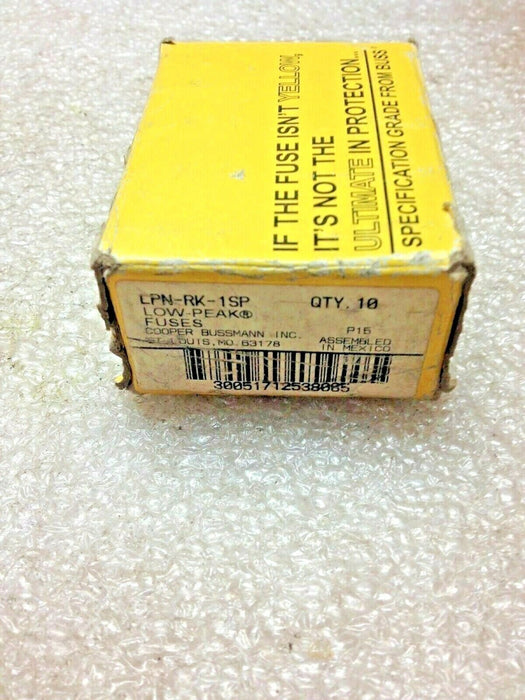 IF THE FUSE ISN'T YELLOW,
IT'S NOT THE
ULTIMATE IN PROTECTION...
SPECIFICATION GRADE FROM BUSS
LPN-RK-1SP QTY. 10
LOW-PEAK®
FUSES
COOPER BUSSMANN INC. P15
ST. LOUIS, MO. 63178 ASSEMBLED
IN MEXICO
30051712538085